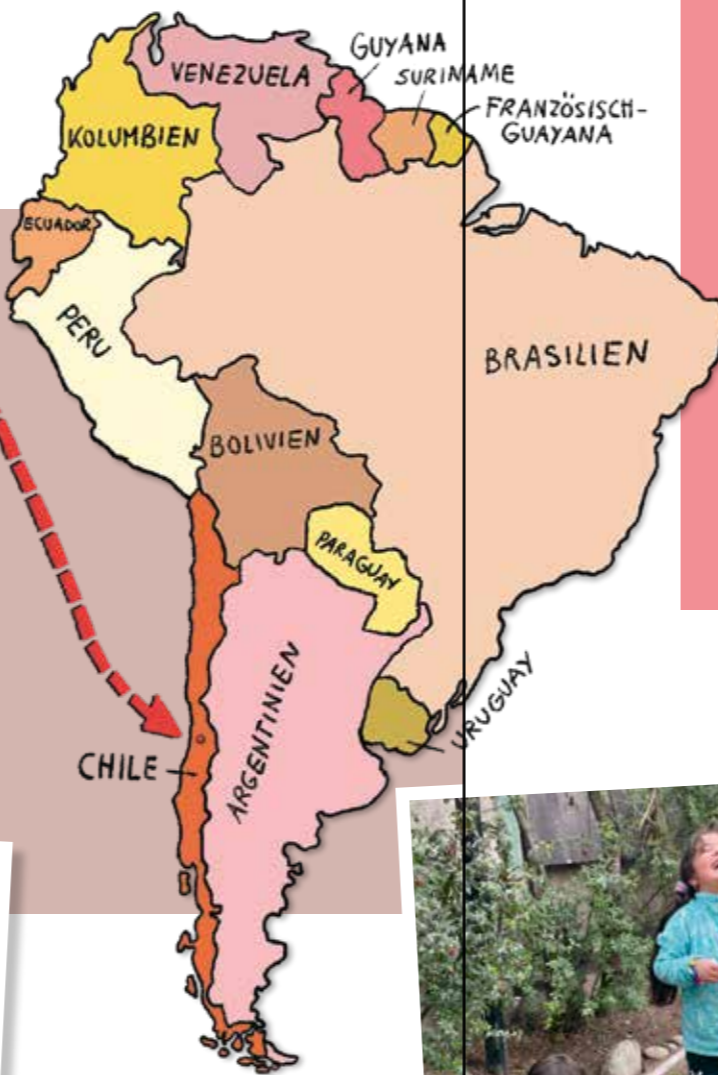 GUYANA
VENEZUELA
SURINAME
FRANZÖSISCH-
GUAYANA
KOLUMBIEN
ECUADOR
PERU
BRASILIEN
BOLIVIEN
PARAGUAY
ARGENTINIEN
URUGUAY
CHILE